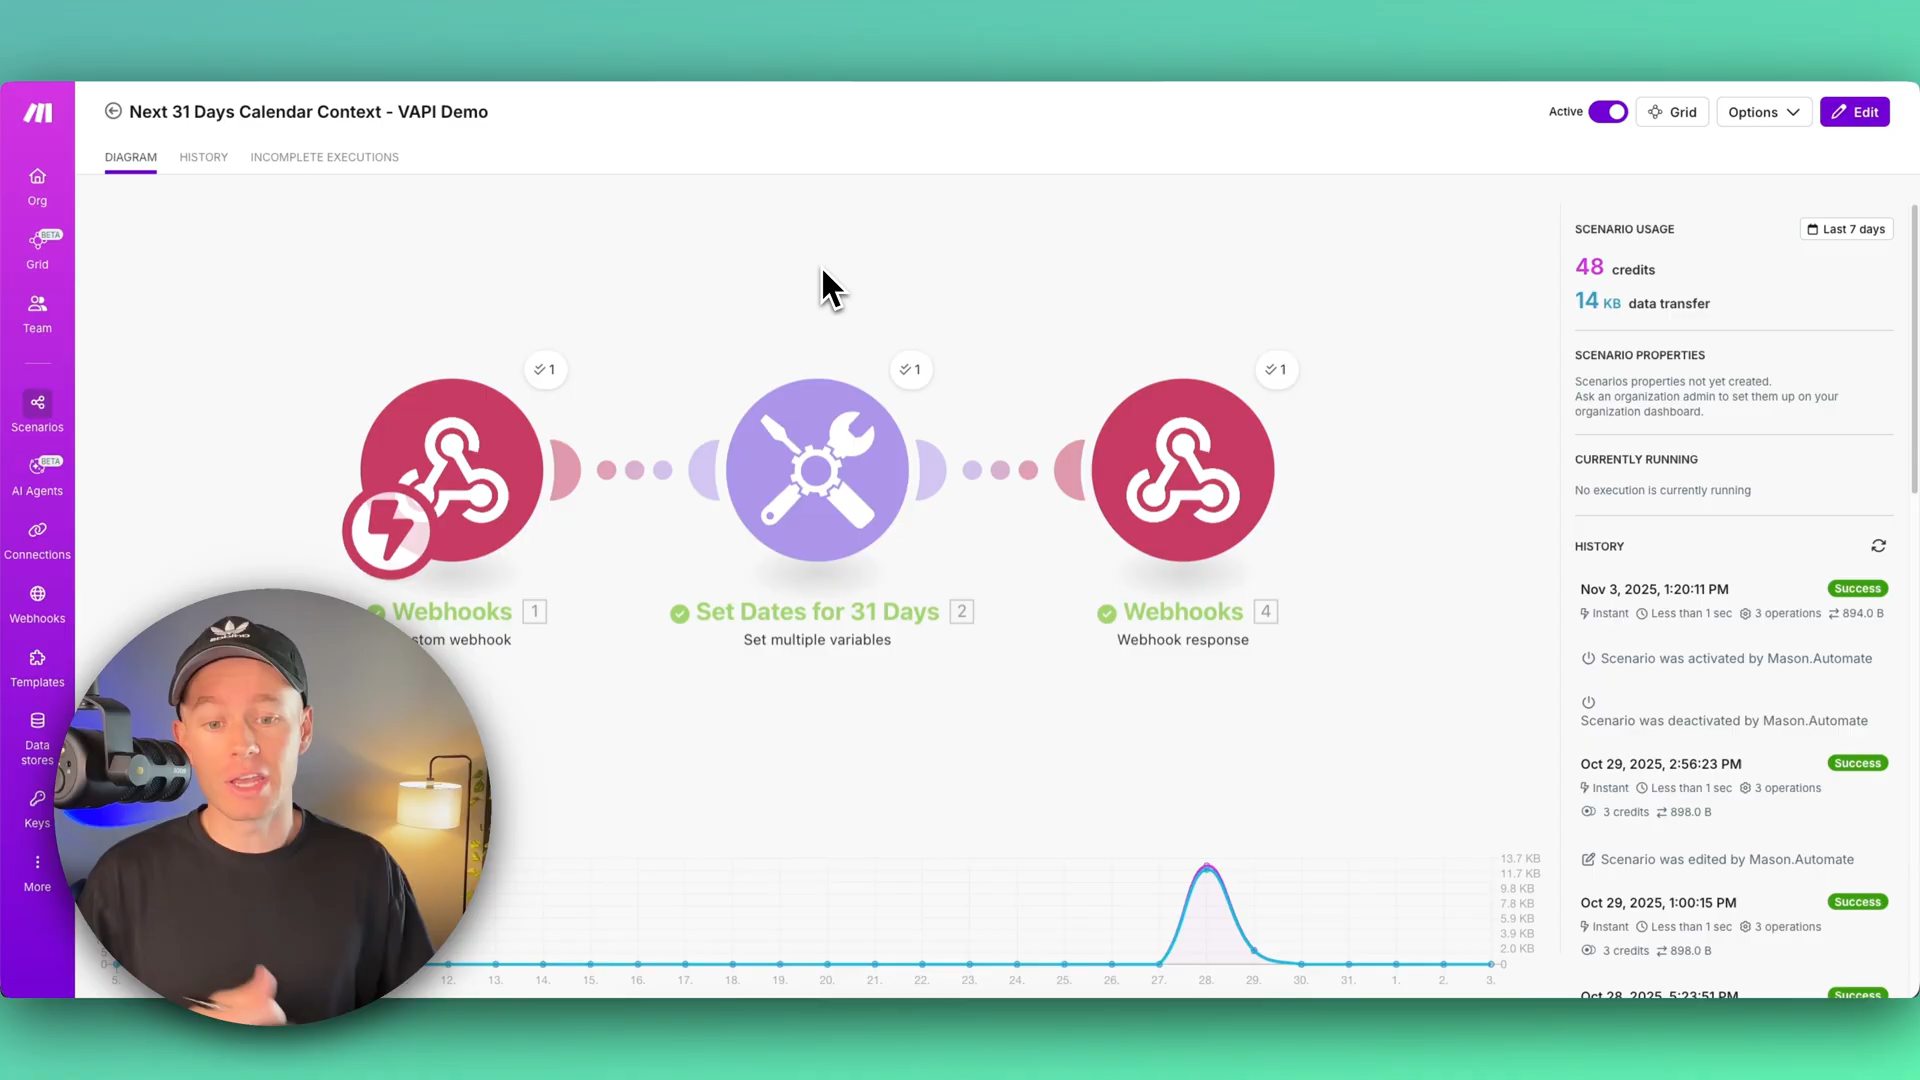 Next 31 Days Calendar Context - VAPI Demo
Active
Grid
Options
Edit
DIAGRAM
HISTORY
INCOMPLETE EXECUTIONS
Org
BETA
Grid
Team
Scenarios
BETA
AI Agents
Connections
Webhooks
Templates
Data
stores
Keys
More
1
1
1
Webhooks 1
stom webhook
Set Dates for 31 Days 2
Set multiple variables
Webhooks 4
Webhook response
SCENARIO USAGE
Last 7 days
48 credits
14 KB data transfer
SCENARIO PROPERTIES
Scenarios properties not yet created.
Ask an organization admin to set them up on your
organization dashboard.
CURRENTLY RUNNING
No execution is currently running
HISTORY
Nov 3, 2025, 1:20:11 PM Success
Instant Less than 1 sec 3 operations 894.0 B
Scenario was activated by Mason.Automate
Scenario was deactivated by Mason.Automate
Oct 29, 2025, 2:56:23 PM Success
Instant Less than 1 sec 3 operations
3 credits 898.0 B
Scenario was edited by Mason.Automate
Oct 29, 2025, 1:00:15 PM Success
Instant Less than 1 sec 3 operations
3 credits 898.0 B
Oct 28, 2025, 5:23:51 PM Success
13.7 KB
11.7 KB
9.8 KB
7.8 KB
5.9 KB
3.9 KB
2.0 KB
0
5. 12. 13. 14. 15. 16. 17. 18. 19. 20. 21. 22. 23. 24. 25. 26. 27. 28. 29. 30. 31. 1. 2. 3.